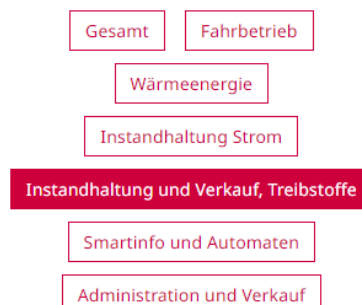 Gesamt Fahrbetrieb
Wärmeenergie
Instandhaltung Strom
Instandhaltung und Verkauf, Treibstoffe
Smartinfo und Automaten
Administration und Verkauf